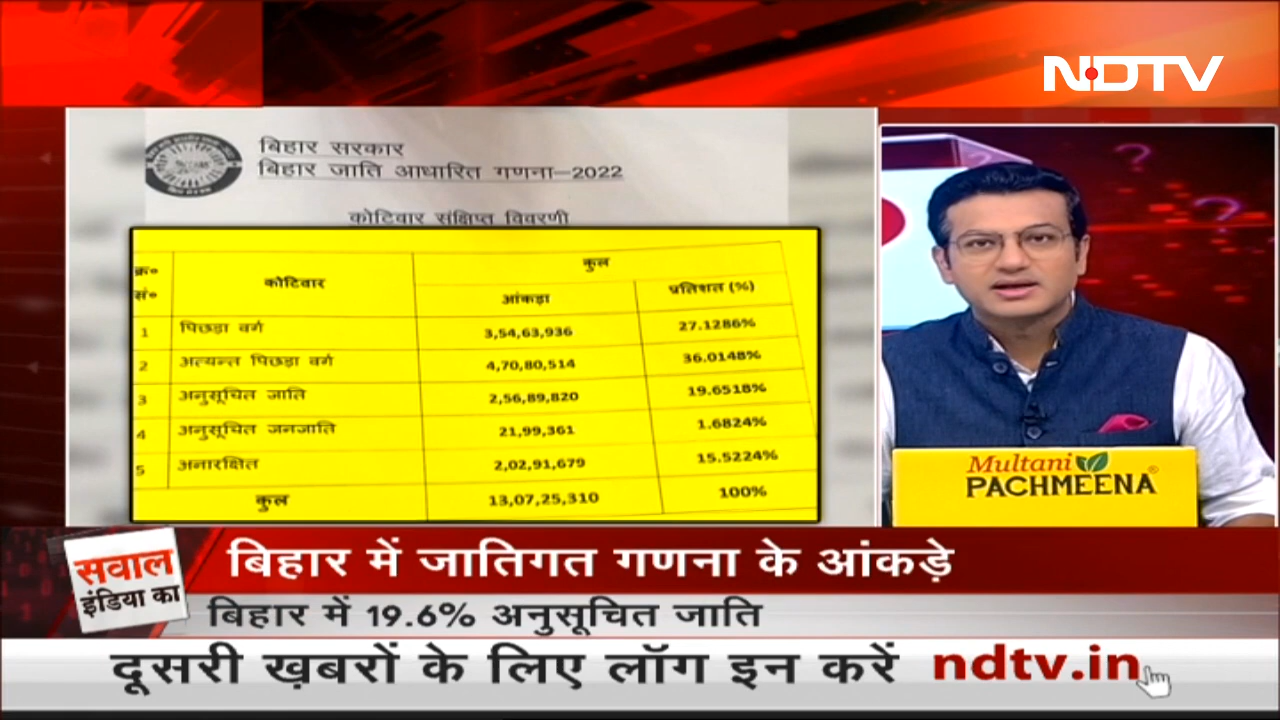 NDTV
बिहार सरकार
बिहार जाति आधारित गणना–2022
कोटिवार संक्षिप्त विवरणी
क्र० सं० कोटिवार कुल
आंकड़ा प्रतिशत (%)
1 पिछड़ा वर्ग 3,54,63,936 27.1286%
2 अत्यन्त पिछड़ा वर्ग 4,70,80,514 36.0148%
3 अनुसूचित जाति 2,56,89,820 19.6518%
4 अनुसूचित जनजाति 21,99,361 1.6824%
5 अनारक्षित 2,02,91,679 15.5224%
कुल 13,07,25,310 100%
Multani
PACHMEENA®
सवाल
इंडिया का
बिहार में जातिगत गणना के आंकड़े
बिहार में 19.6% अनुसूचित जाति
दूसरी ख़बरों के लिए लॉग इन करें ndtv.in